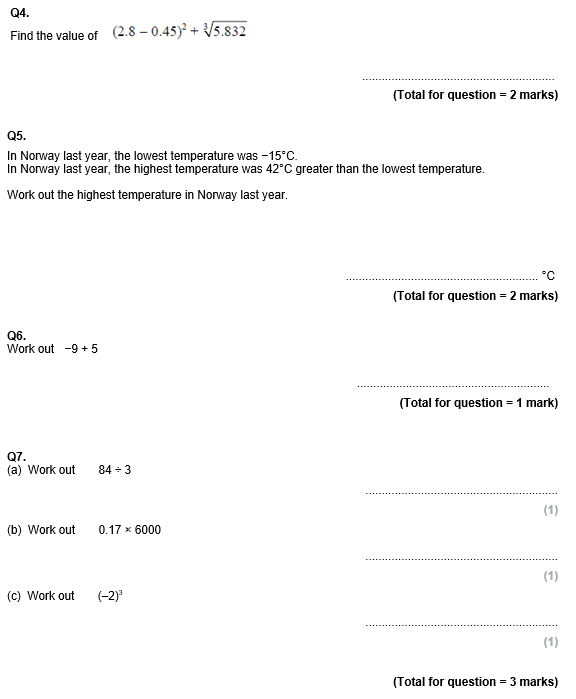 Q4.
Find the value of (2.8 – 0.45)² + ∛5.832
(Total for question = 2 marks)
Q5.
In Norway last year, the lowest temperature was −15°C.
In Norway last year, the highest temperature was 42°C greater than the lowest temperature.
Work out the highest temperature in Norway last year.
.............................................................. °C
(Total for question = 2 marks)
Q6.
Work out −9 + 5
(Total for question = 1 mark)
Q7.
(a) Work out 84 ÷ 3
(1)
(b) Work out 0.17 × 6000
(1)
(c) Work out (–2)³
(1)
(Total for question = 3 marks)